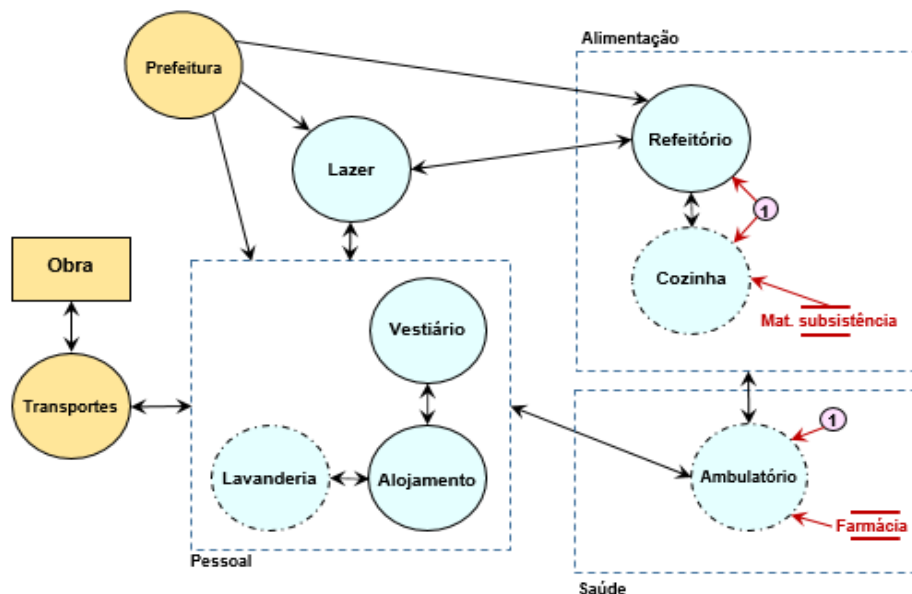 Alimentação
Prefeitura
Refeitório
Lazer
1
Obra
Cozinha
Vestiário
Mat. subsistência
Transportes
1
Lavanderia
Alojamento
Ambulatório
Farmácia
Pessoal
Saúde